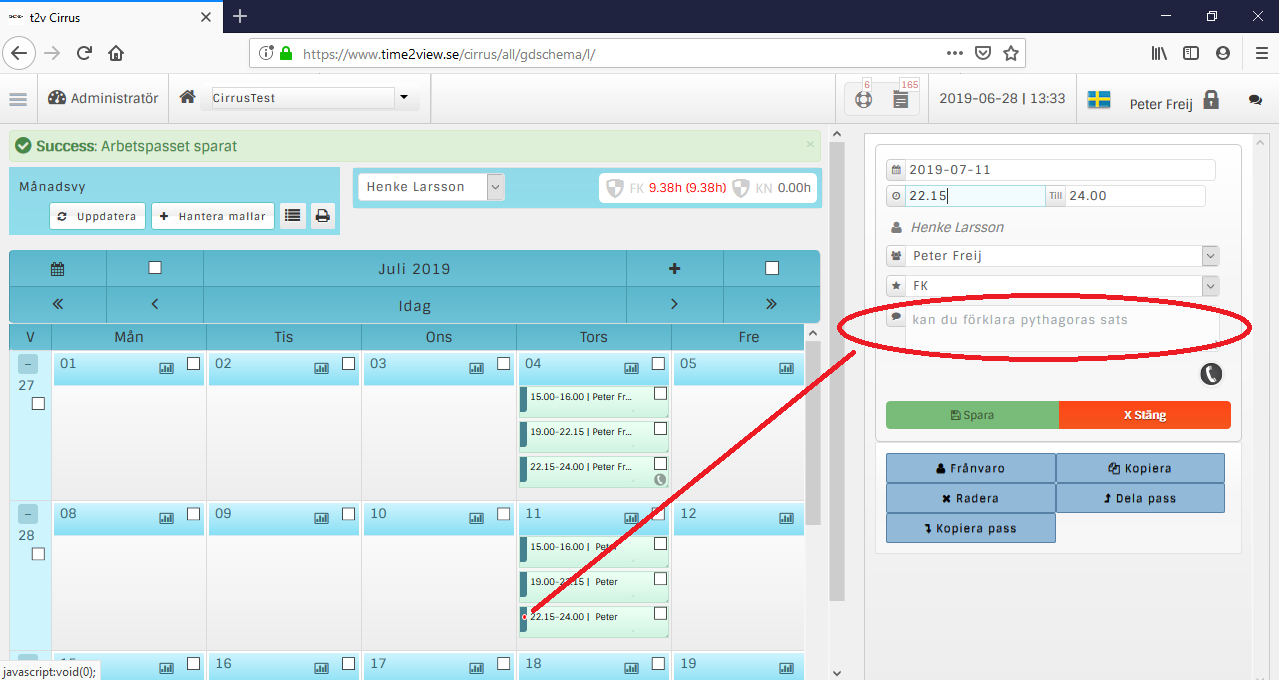 t2v Cirrus
https://www.time2view.se/cirrus/all/gdschema/l/
Administratör
CirrusTest
6
165
2019-06-28 | 13:33
Peter Freij
Success: Arbetspasset sparat
Månadsvy
Uppdatera
Hantera mallar
Henke Larsson
FK 9.38h (9.38h) KN 0.00h
Juli 2019
Idag
V Mån Tis Ons Tors Fre
27
01 02 03 04 05
15.00-16.00 | Peter Fr...
19.00-22.15 | Peter Fr...
22.15-24.00 | Peter Fr...
28
08 09 10 11 12
15.00-16.00 | Peter
19.00-22.15 | Peter
22.15-24.00 | Peter
15 16 17 18 19
javascript:void(0);
2019-07-11
22.15 Till 24.00
Henke Larsson
Peter Freij
FK
kan du förklara pythagoras sats
Spara
X Stäng
Frånvaro
Kopiera
Radera
Dela pass
Kopiera pass